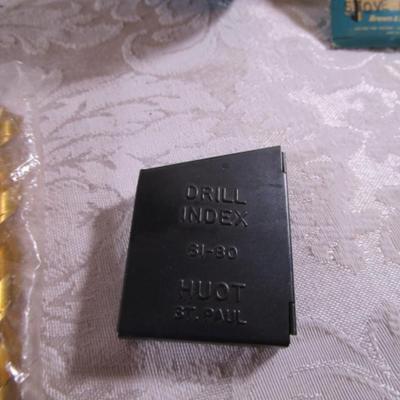 DRILL
INDEX
61-80
HUOT
ST. PAUL